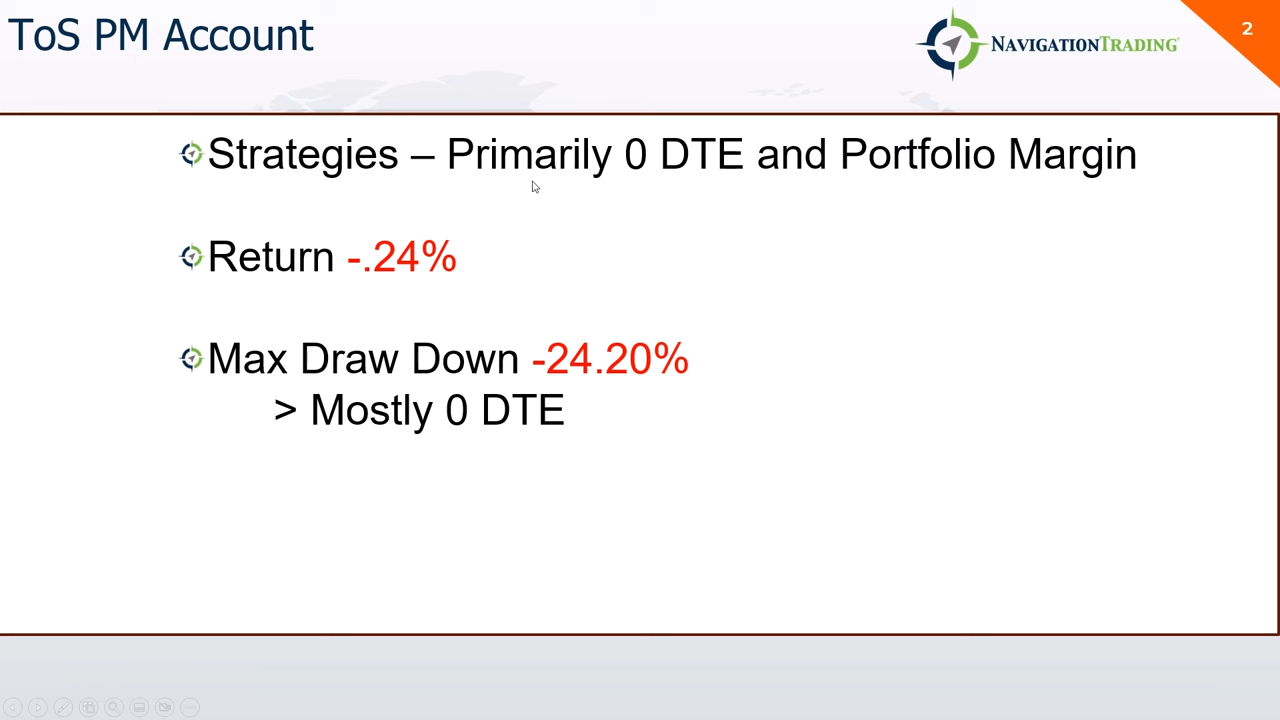 ToS PM Account
NAVIGATIONTRADING
2
Strategies – Primarily 0 DTE and Portfolio Margin
Return -.24%
Max Draw Down -24.20%
> Mostly 0 DTE